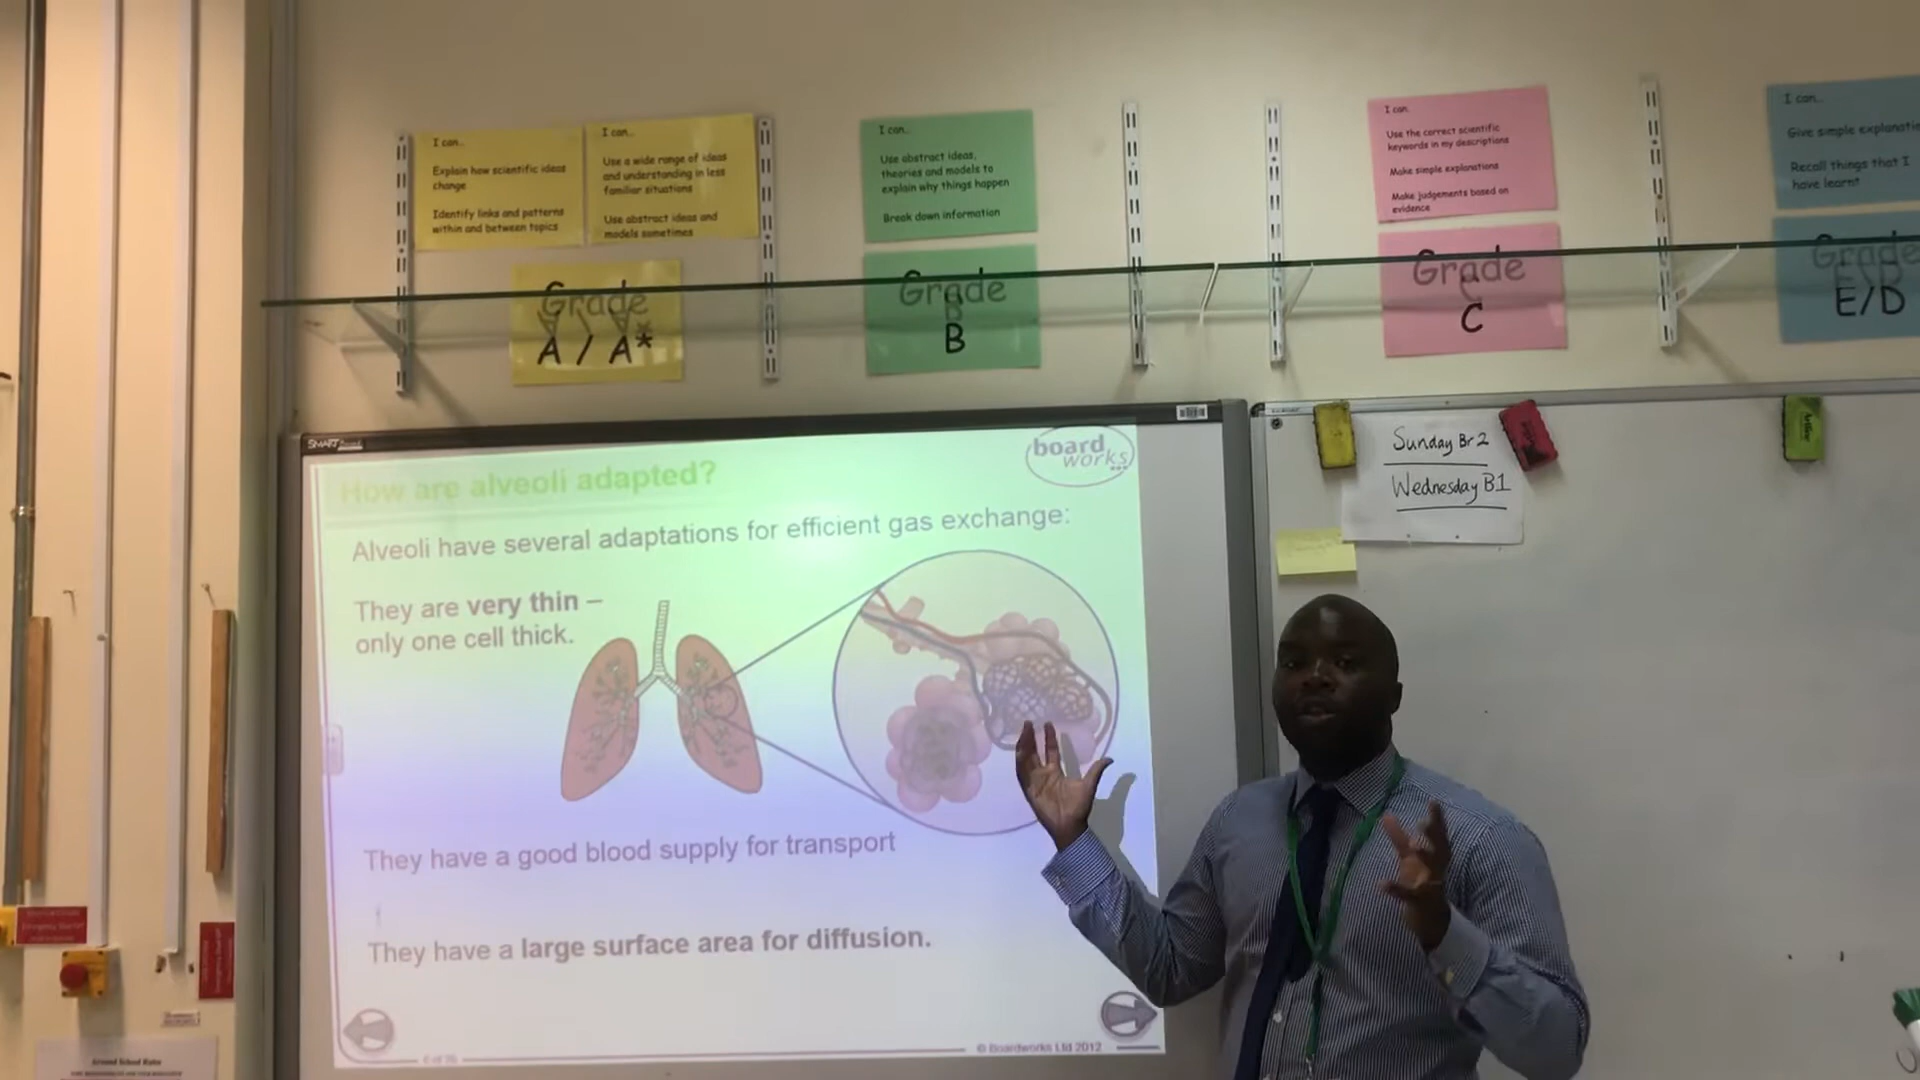 I can...
Explain how scientific ideas
change
Identify links and patterns
within and between topics
I can...
Use a wide range of ideas
and understanding in less
familiar situations
Use abstract ideas and
models sometimes
Grade
A / A*
I can...
Use abstract ideas,
theories and models to
explain why things happen
Break down information
Grade
B
I can
Use the correct scientific
keywords in my descriptions
Make simple explanations
Make judgements based on
evidence
Grade
C
I can...
Give simple explanatio
Recall things that I
have learnt
Grade
E/D
SMART
board
works
How are alveoli adapted?
Alveoli have several adaptations for efficient gas exchange:
They are very thin –
only one cell thick.
They have a good blood supply for transport
They have a large surface area for diffusion.
© Boardworks Ltd 2012
Sunday Br 2
Wednesday B1